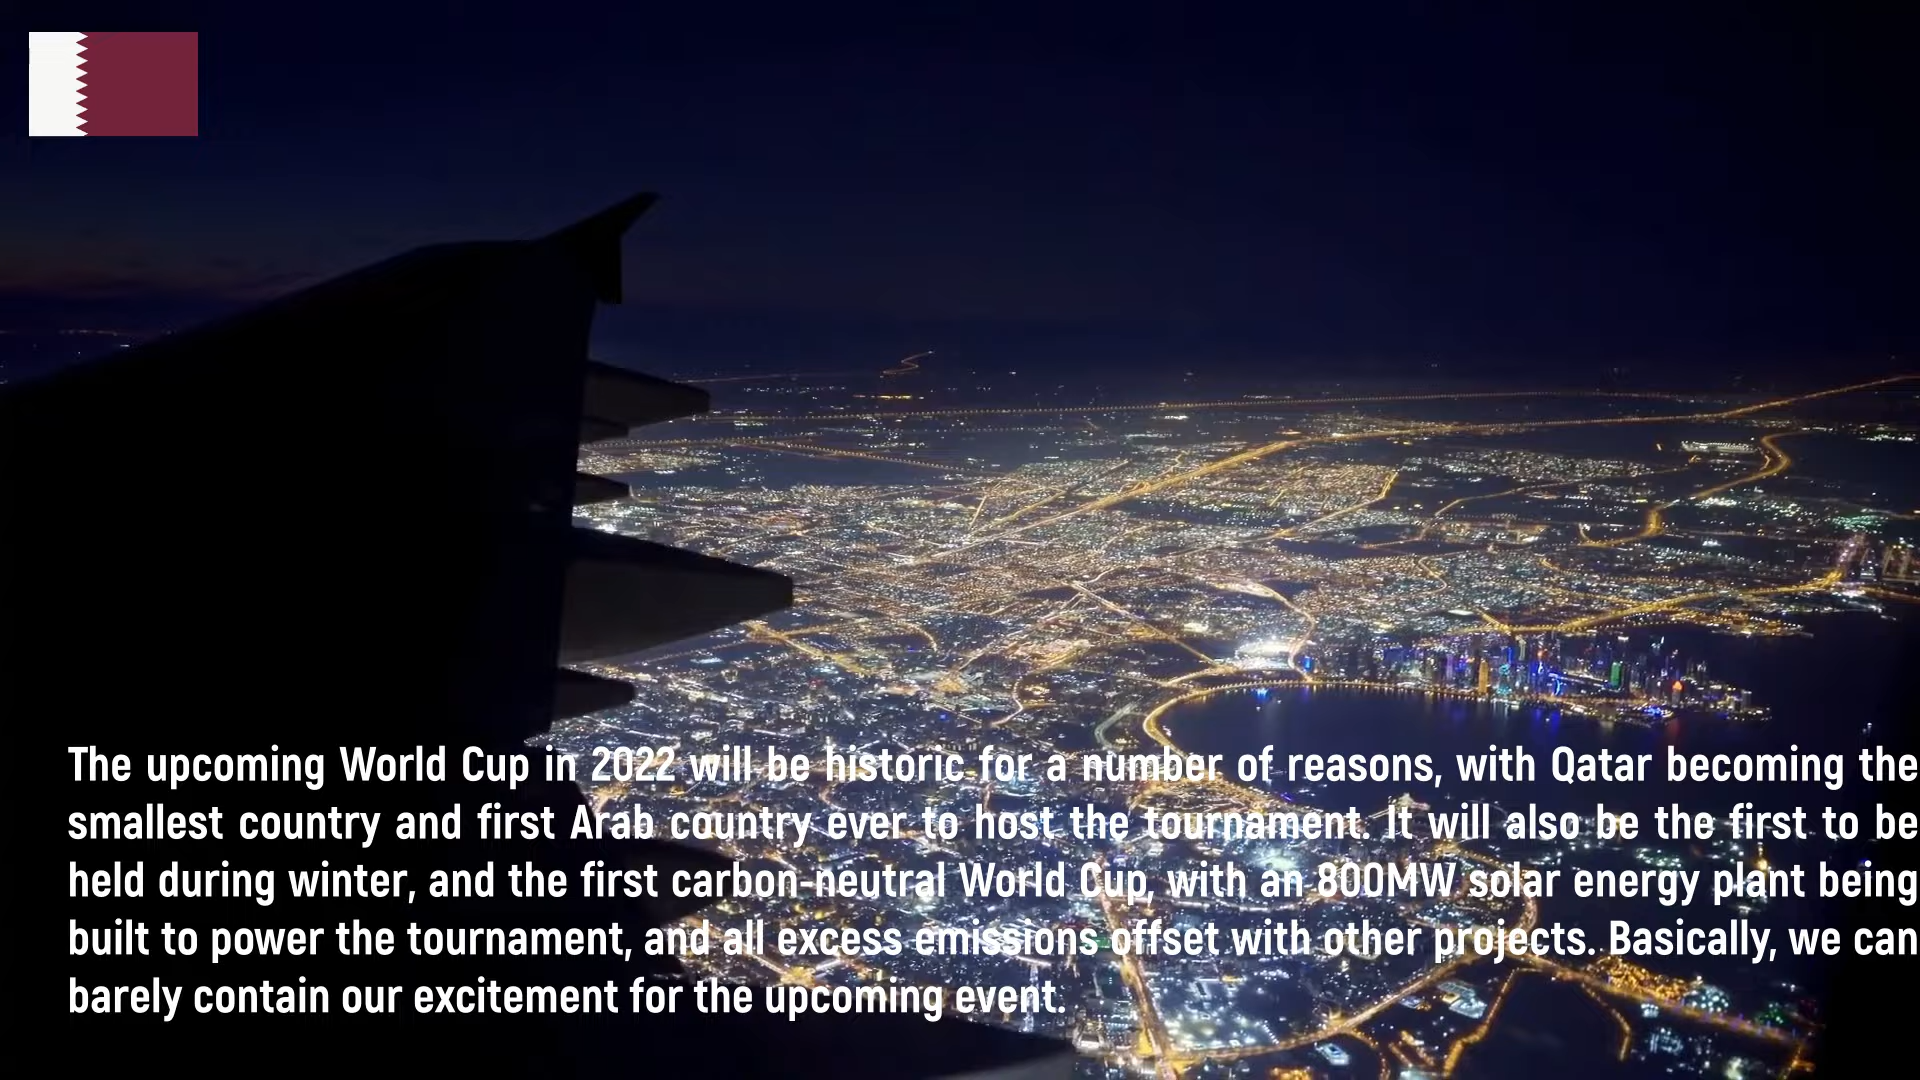 The upcoming World Cup in 2022 will be historic for a number of reasons, with Qatar becoming the
smallest country and first Arab country ever to host the tournament. It will also be the first to be
held during winter, and the first carbon-neutral World Cup, with an 800MW solar energy plant being
built to power the tournament, and all excess emissions offset with other projects. Basically, we can
barely contain our excitement for the upcoming event.